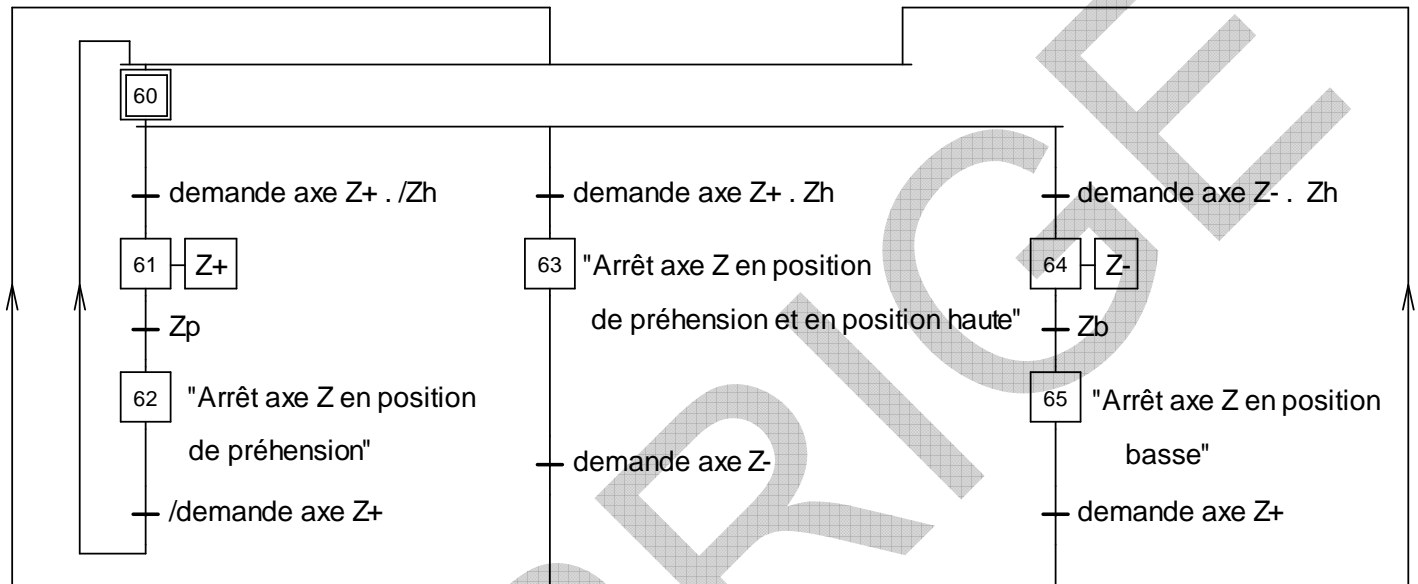 60
demande axe Z+ . /Zh
demande axe Z+ . Zh
demande axe Z- . Zh
61
Z+
63
"Arrêt axe Z en position
64
Z-
de préhension et en position haute"
Zp
Zb
62
"Arrêt axe Z en position
65
"Arrêt axe Z en position
de préhension"
basse"
demande axe Z-
/demande axe Z+
demande axe Z+
RIGE